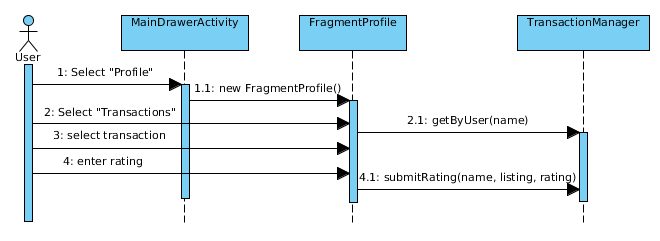 MainDrawerActivity
FragmentProfile
TransactionManager
User
1: Select "Profile"
1.1: new FragmentProfile()
2: Select "Transactions"
2.1: getByUser(name)
3: select transaction
4: enter rating
4.1: submitRating(name, listing, rating)